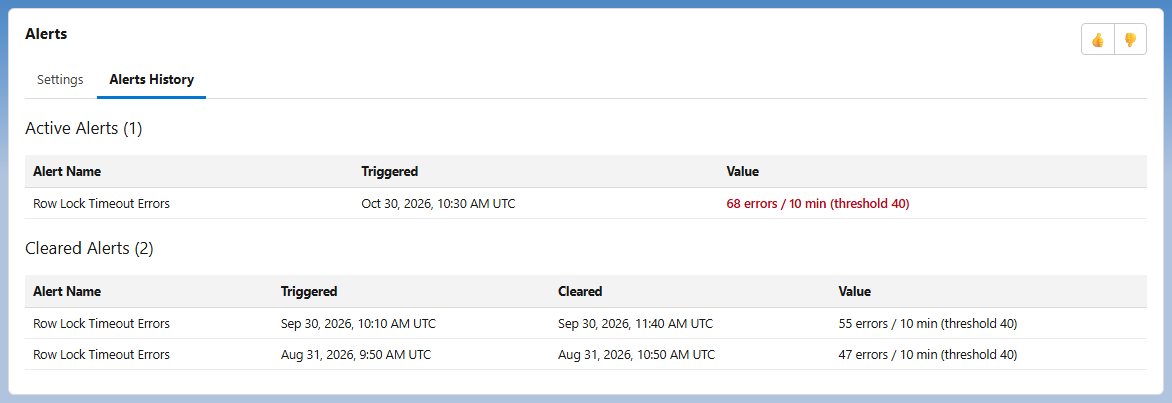 Alerts
Settings Alerts History
Active Alerts (1)
Alert Name Triggered Value
Row Lock Timeout Errors Oct 30, 2026, 10:30 AM UTC 68 errors / 10 min (threshold 40)
Cleared Alerts (2)
Alert Name Triggered Cleared Value
Row Lock Timeout Errors Sep 30, 2026, 10:10 AM UTC Sep 30, 2026, 11:40 AM UTC 55 errors / 10 min (threshold 40)
Row Lock Timeout Errors Aug 31, 2026, 9:50 AM UTC Aug 31, 2026, 10:50 AM UTC 47 errors / 10 min (threshold 40)